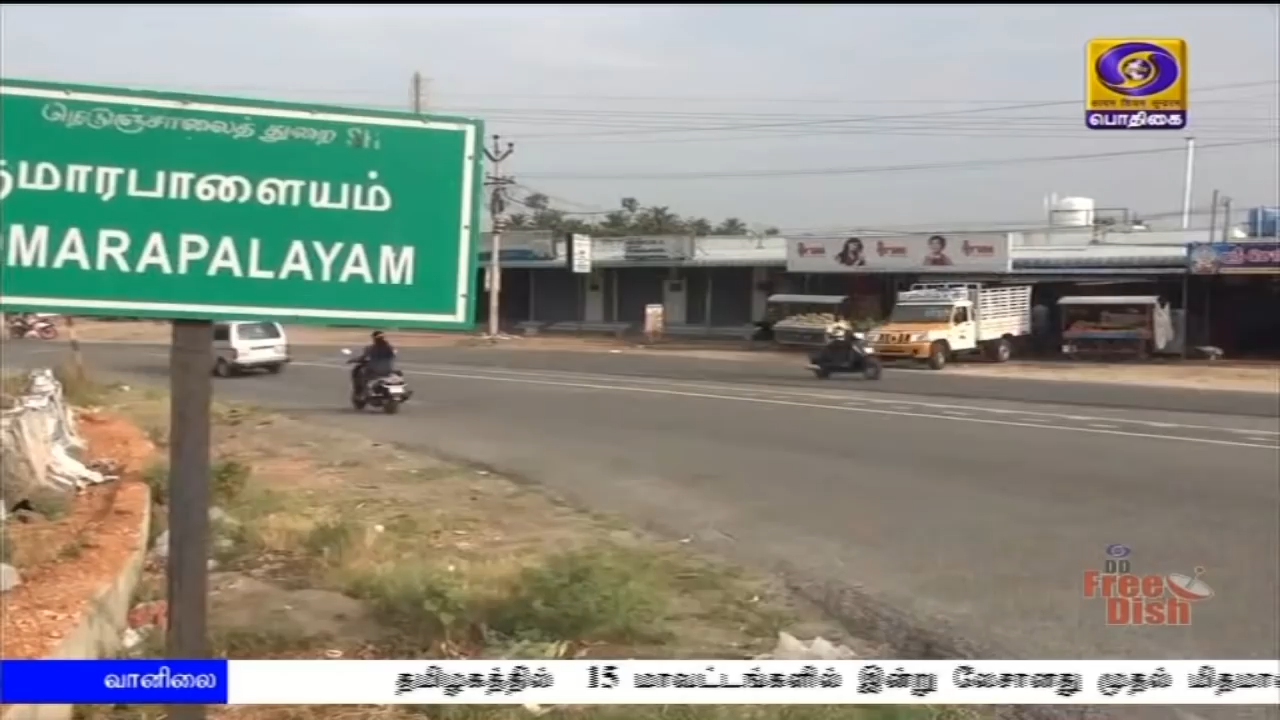 நெடுஞ்சாலைத் துறை
குமாரபாளையம்
MARAPALAYAM
பொதிகை
DD
Free
Dish
வானிலை
தமிழகத்தில் 15 மாவட்டங்களில் இன்று லேசானது முதல் மிதமா